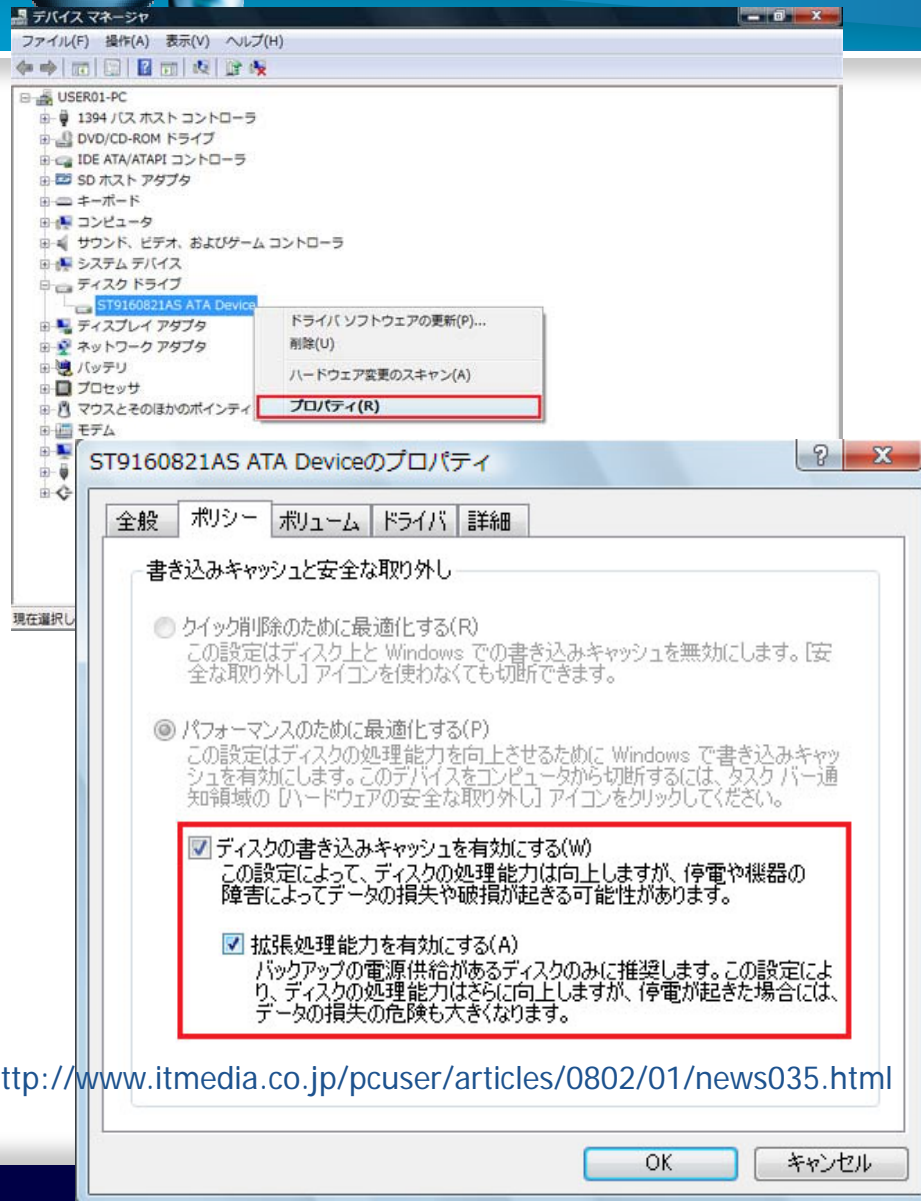 デバイス マネージャ
ファイル(F) 操作(A) 表示(V) ヘルプ(H)
USER01-PC
1394 バス ホスト コントローラ
DVD/CD-ROM ドライブ
IDE ATA/ATAPI コントローラ
SD ホスト アダプタ
キーボード
コンピュータ
サウンド、ビデオ、およびゲーム コントローラ
システム デバイス
ディスク ドライブ
ST9160821AS ATA Device
ディスプレイ アダプタ
ネットワーク アダプタ
バッテリ
プロセッサ
マウスとそのほかのポインティ
モデム
ドライバ ソフトウェアの更新(P)...
削除(U)
ハードウェア変更のスキャン(A)
プロパティ(R)
現在選択し
ST9160821AS ATA Deviceのプロパティ
全般 ポリシー ボリューム ドライバ 詳細
書き込みキャッシュと安全な取り外し
クイック削除のために最適化する(R)
この設定はディスク上と Windows での書き込みキャッシュを無効にします。[安
全な取り外し] アイコンを使わなくても切断できます。
パフォーマンスのために最適化する(P)
この設定はディスクの処理能力を向上させるために Windows で書き込みキャッ
シュを有効にします。このデバイスをコンピュータから切断するには、タスク バー通
知領域の [ハードウェアの安全な取り外し] アイコンをクリックしてください。
ディスクの書き込みキャッシュを有効にする(W)
この設定によって、ディスクの処理能力は向上しますが、停電や機器の
障害によってデータの損失や破損が起きる可能性があります。
拡張処理能力を有効にする(A)
バックアップの電源供給があるディスクのみに推奨します。この設定によ
り、ディスクの処理能力はさらに向上しますが、停電が起きた場合には、
データの損失の危険も大きくなります。
ttp://www.itmedia.co.jp/pcuser/articles/0802/01/news035.html
OK キャンセル